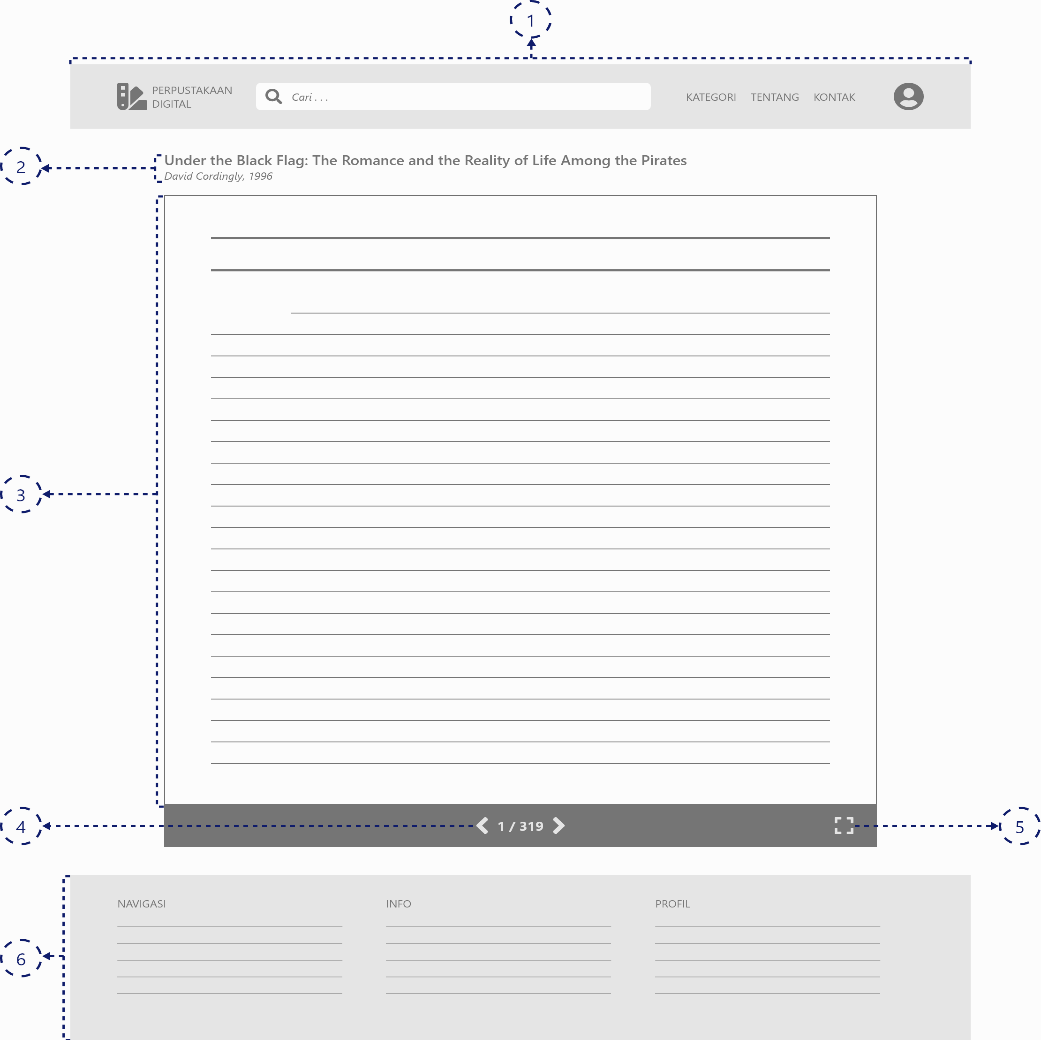 1
PERPUSTAKAAN
DIGITAL
Cari . . .
KATEGORI TENTANG KONTAK
2
Under the Black Flag: The Romance and the Reality of Life Among the Pirates
David Cordingly, 1996
3
4
1 / 319
5
NAVIGASI INFO PROFIL
6